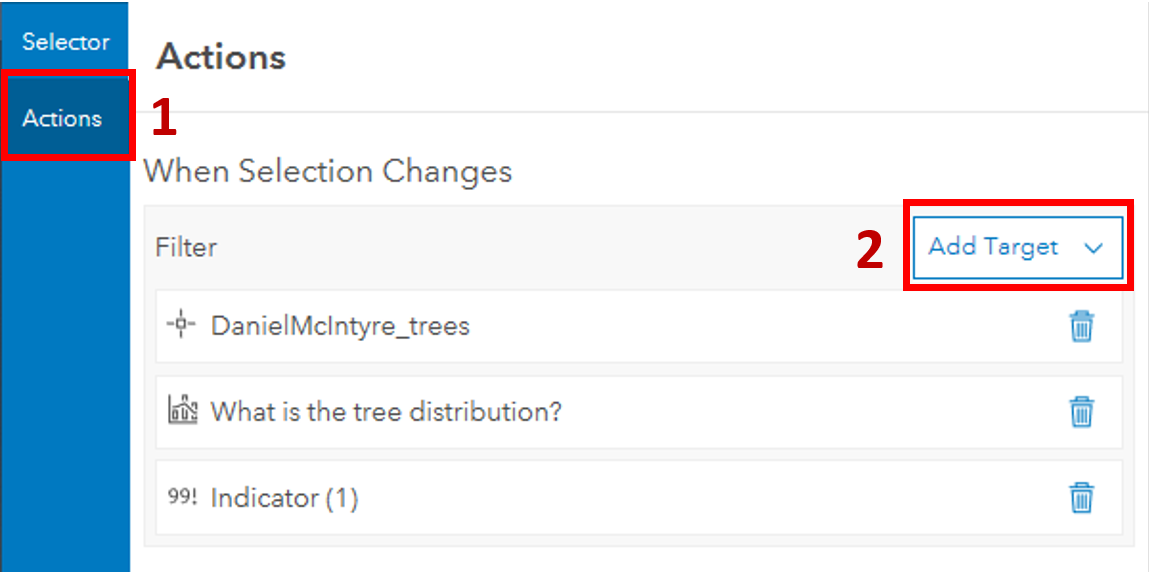 Selector
Actions
Actions
1
When Selection Changes
Filter
2
Add Target
DanielMcIntyre_trees
What is the tree distribution?
99! Indicator (1)